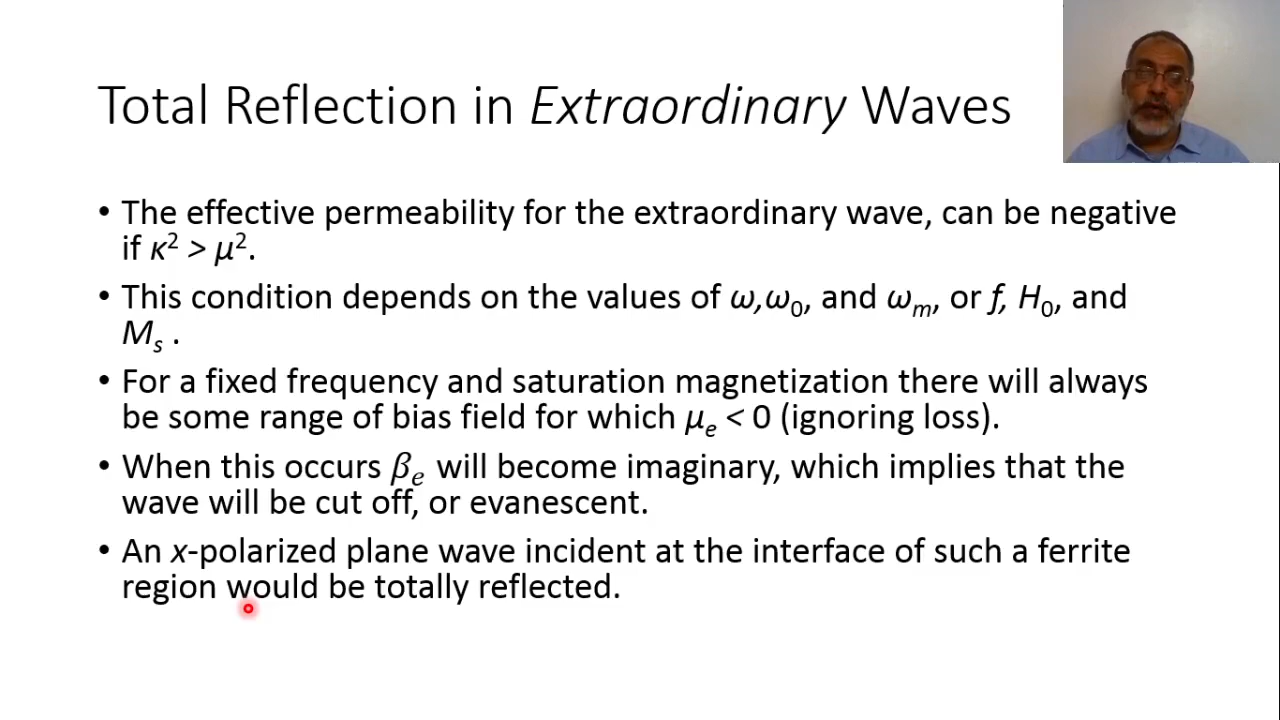 Total Reflection in Extraordinary Waves
• The effective permeability for the extraordinary wave, can be negative
if κ² > μ².
• This condition depends on the values of ω,ω₀, and ωₘ, or f, H₀, and
Mₛ .
• For a fixed frequency and saturation magnetization there will always
be some range of bias field for which μₑ < 0 (ignoring loss).
• When this occurs βₑ will become imaginary, which implies that the
wave will be cut off, or evanescent.
• An x-polarized plane wave incident at the interface of such a ferrite
region would be totally reflected.